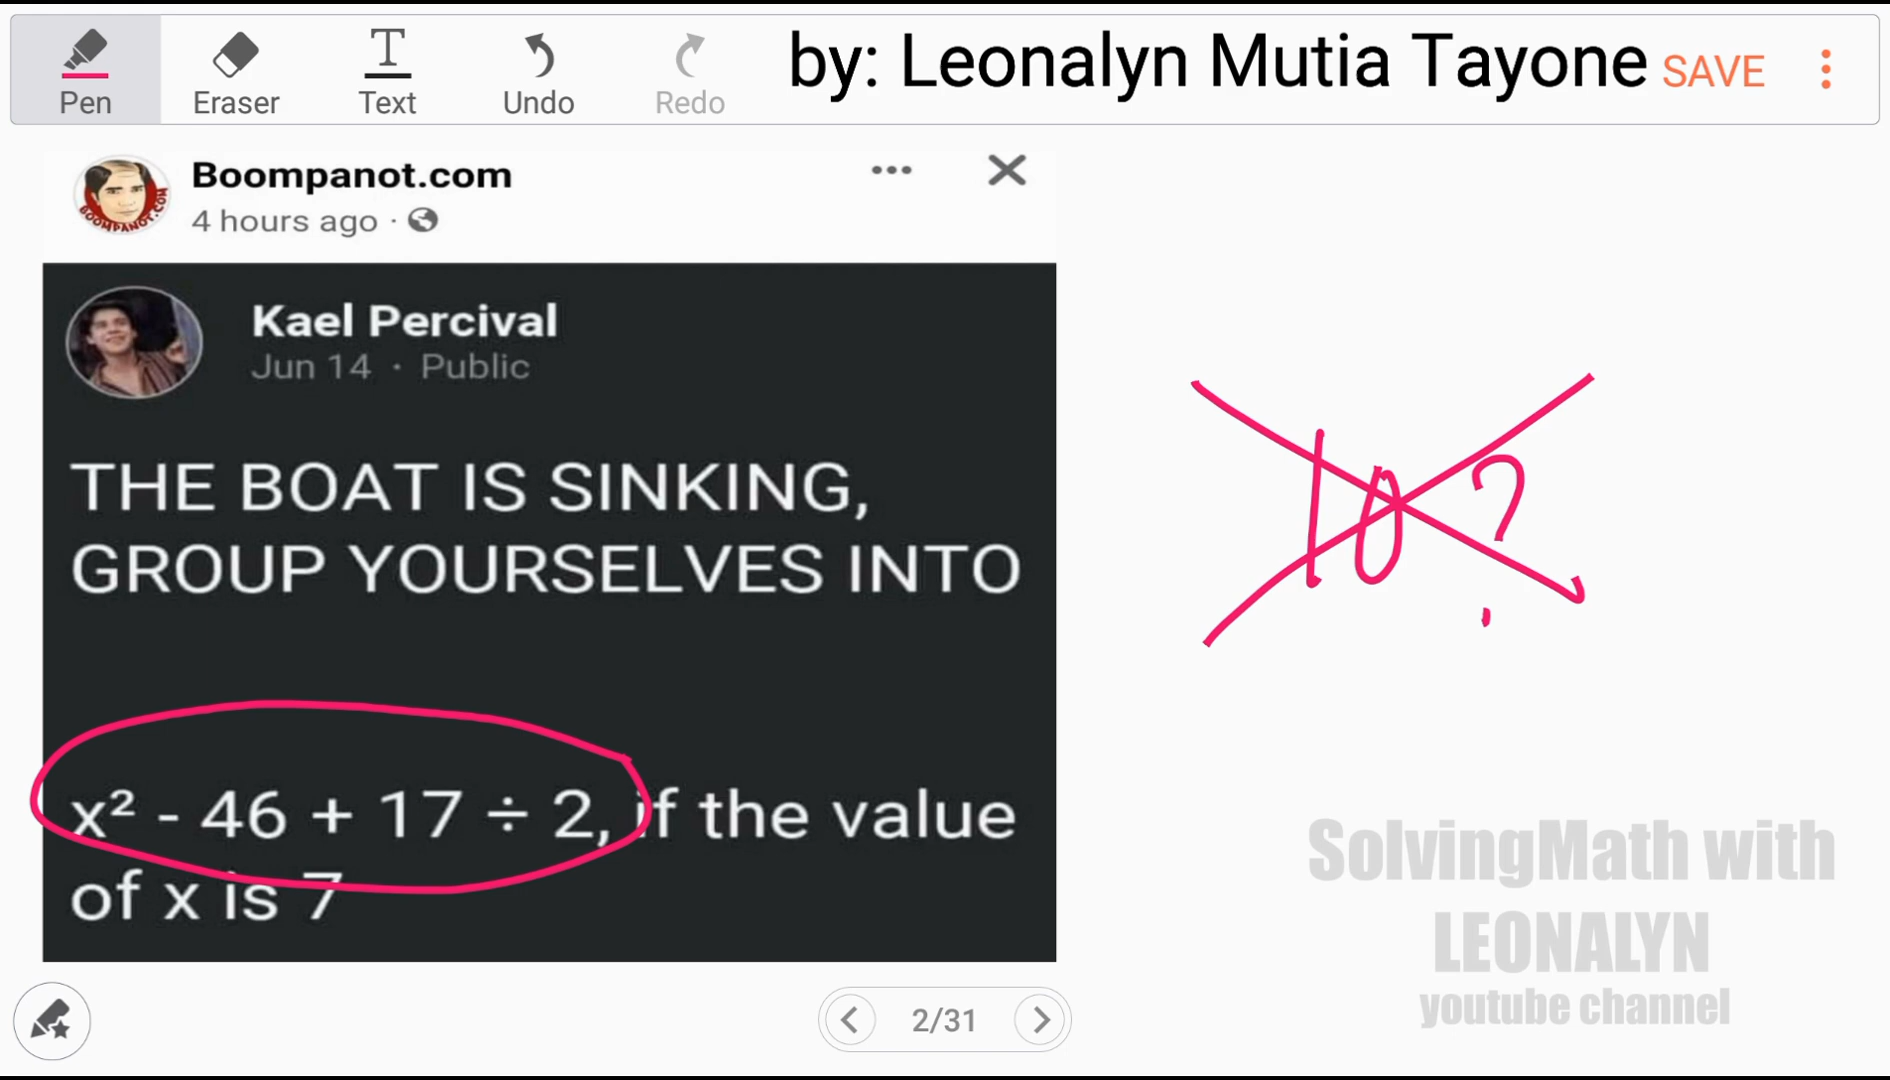 by: Leonalyn Mutia Tayone
SAVE
Pen
Eraser
Text
Undo
Redo
Boompanot.com
4 hours ago ·
BOOMPANOT.COM
Kael Percival
Jun 14 · Public
THE BOAT IS SINKING,
GROUP YOURSELVES INTO
x² - 46 + 17 ÷ 2, if the value
of x is 7
10?
SolvingMath with
LEONALYN
youtube channel
2/31